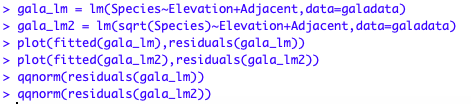 > gala_lm = lm(Species~Elevation+Adjacent,data=galadata)
> gala_lm2 = lm(sqrt(Species)~Elevation+Adjacent,data=galadata)
> plot(fitted(gala_lm),residuals(gala_lm))
> plot(fitted(gala_lm2),residuals(gala_lm2))
> qqnorm(residuals(gala_lm))
> qqnorm(residuals(gala_lm2))